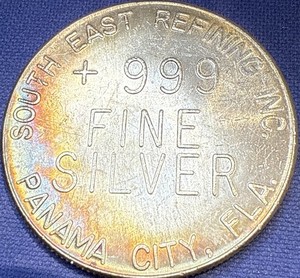 SOUTH EAST REFINING INC.
+ 999
FINE
SILVER
PANAMA CITY, FLA.